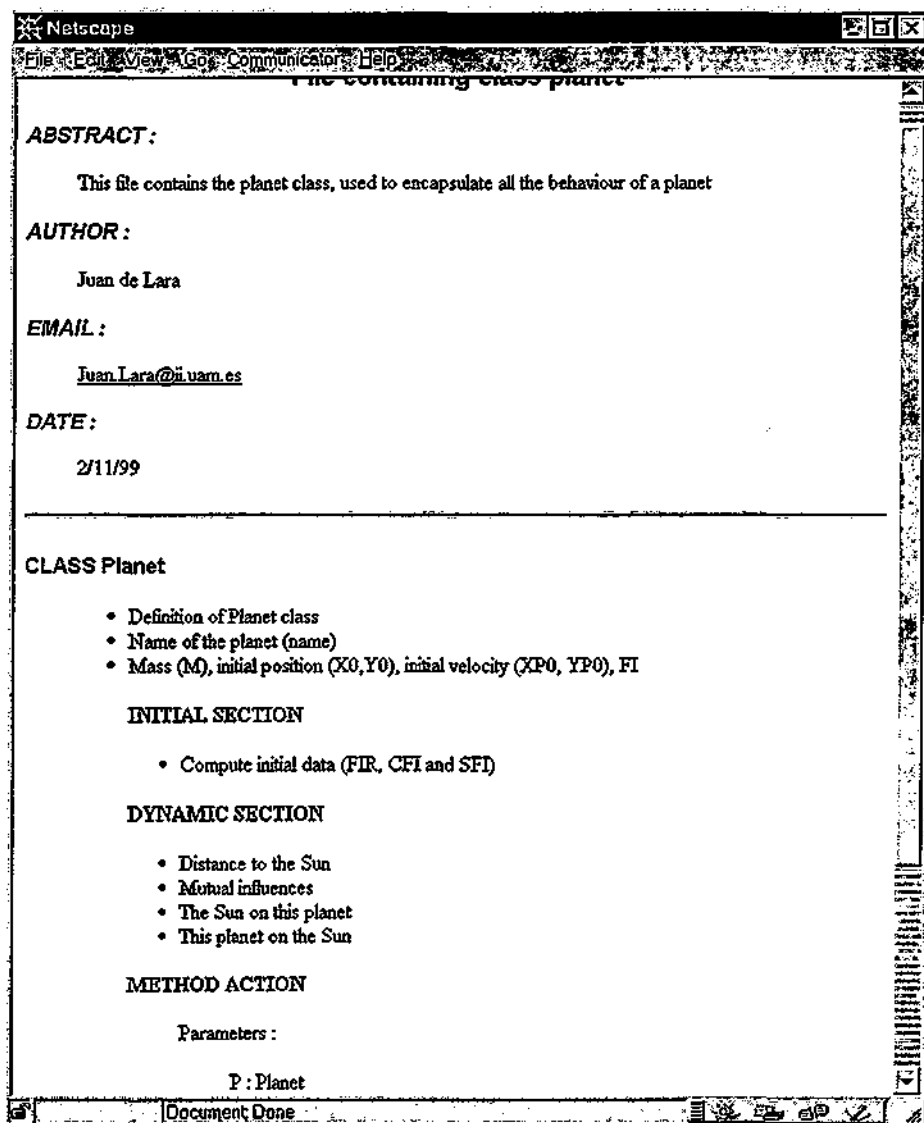 Netscape
File Edit View Go Communicator Help
File containing class planet
ABSTRACT :
This file contains the planet class, used to encapsulate all the behaviour of a planet
AUTHOR :
Juan de Lara
EMAIL :
Juan.Lara@ii.uam.es
DATE :
2/11/99
CLASS Planet
• Definition of Planet class
• Name of the planet (name)
• Mass (M), initial position (X0,Y0), initial velocity (XP0, YP0), FI
INITIAL SECTION
• Compute initial data (FIR, CFI and SFI)
DYNAMIC SECTION
• Distance to the Sun
• Mutual influences
• The Sun on this planet
• This planet on the Sun
METHOD ACTION
Parameters :
P : Planet
Document Done